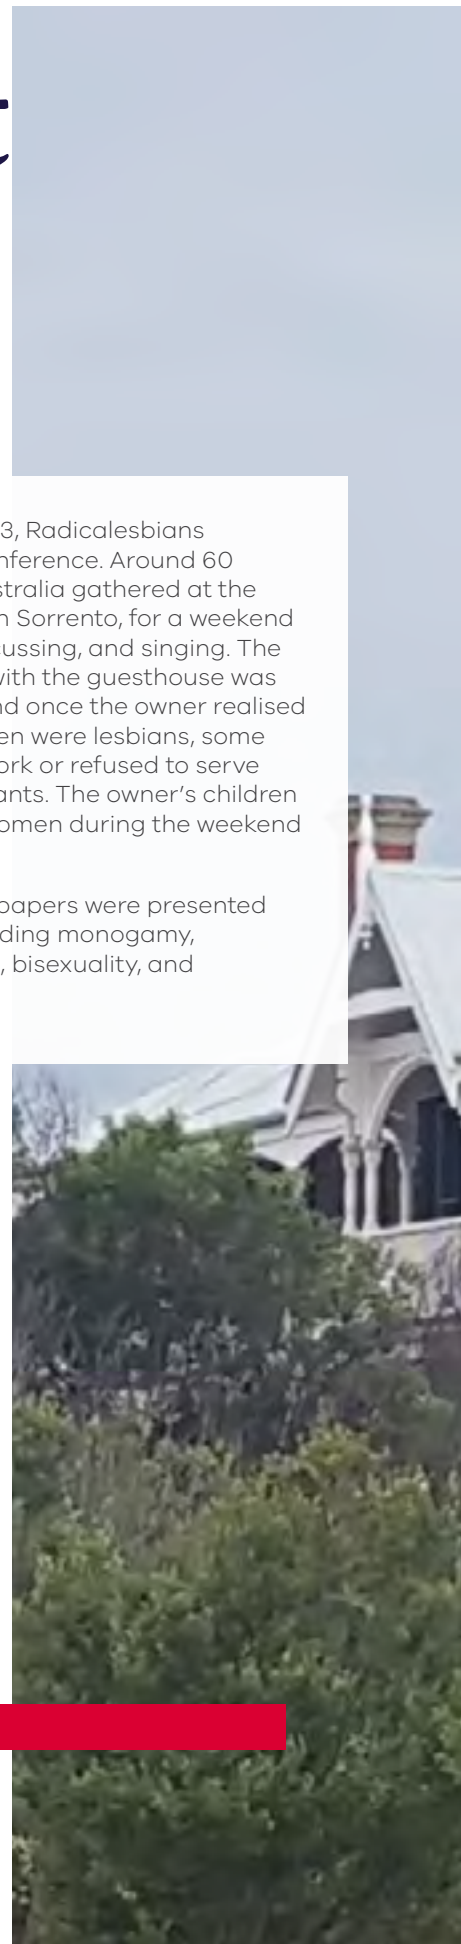 3, Radicalesbians
nference. Around 60
stralia gathered at the
n Sorrento, for a weekend
cussing, and singing. The
with the guesthouse was
nd once the owner realised
en were lesbians, some
ork or refused to serve
ants. The owner’s children
omen during the weekend
papers were presented
ding monogamy,
, bisexuality, and